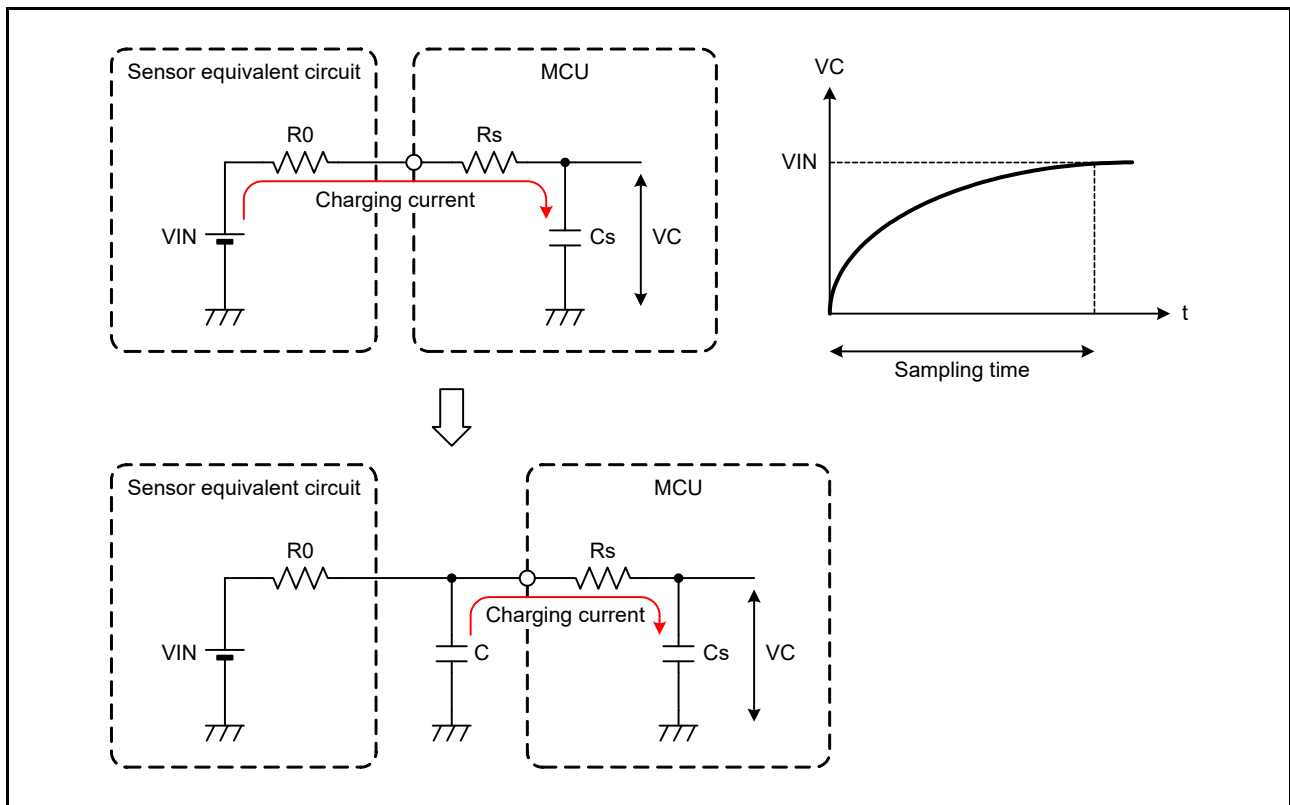 Sensor equivalent circuit
MCU
R0
Rs
Charging current
VIN
Cs
VC
VC
VIN
t
Sampling time
Sensor equivalent circuit
MCU
R0
Rs
Charging current
VIN
C
Cs
VC